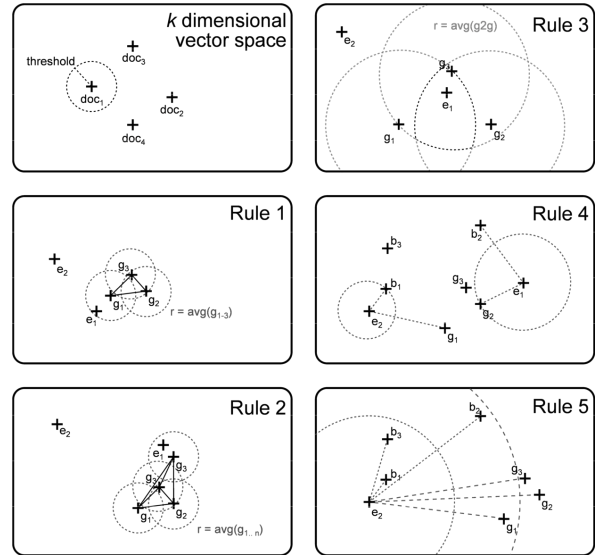 k dimensional
vector space
threshold
doc1
doc3
doc2
doc4
Rule 3
r = avg(g2g)
e2
g3
e1
g1
g2
Rule 1
e2
g3
g1
g2
e1
r = avg(g1-3)
Rule 4
b2
b3
b1
g3
e1
g2
e2
g1
Rule 2
e2
e1
g3
g2
g1
g2
r = avg(g1.. n)
Rule 5
b2
b3
b1
g3
g2
e2
g1